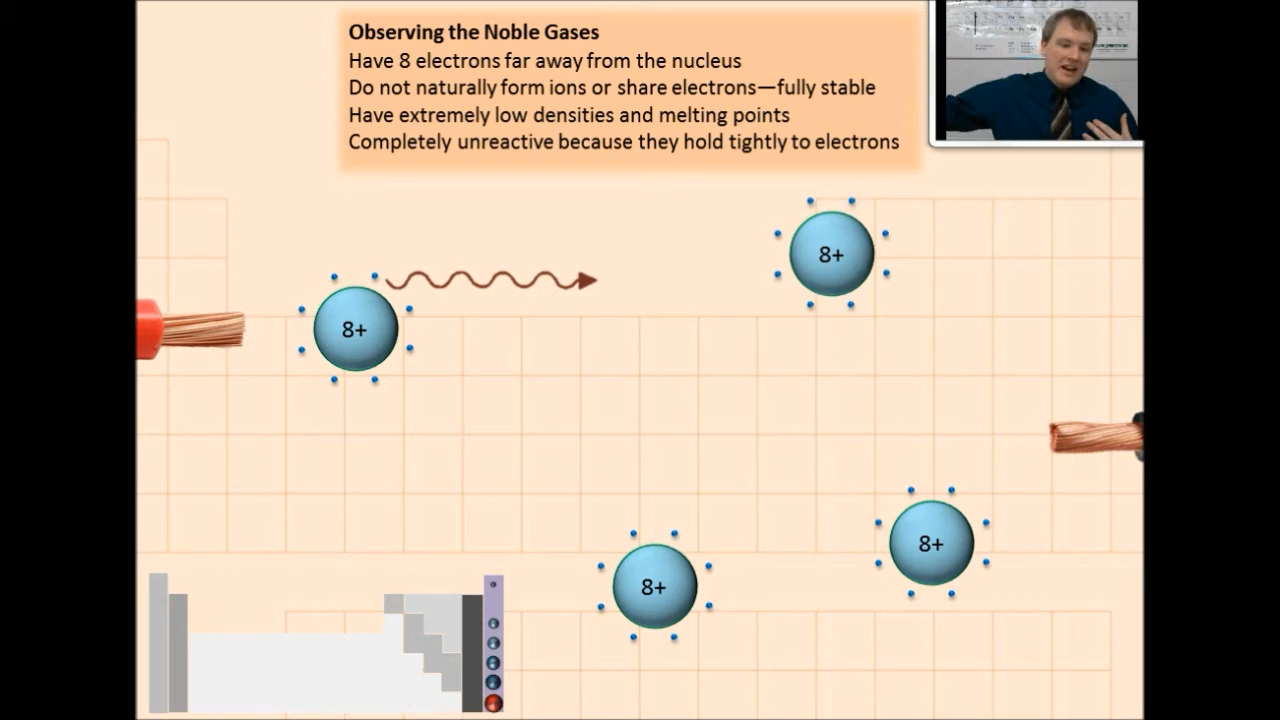 Observing the Noble Gases
Have 8 electrons far away from the nucleus
Do not naturally form ions or share electrons—fully stable
Have extremely low densities and melting points
Completely unreactive because they hold tightly to electrons
8+
8+
8+
8+